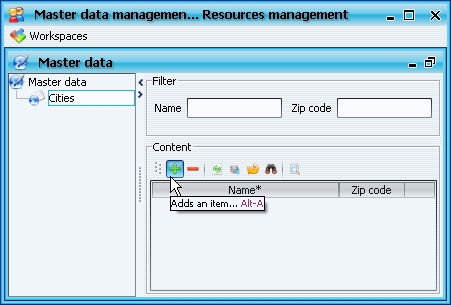 Master data managemen... Resources management
Workspaces
Master data
Master data
Cities
Filter
Name
Zip code
Content
Name*
Zip code
Adds an item... Alt-A